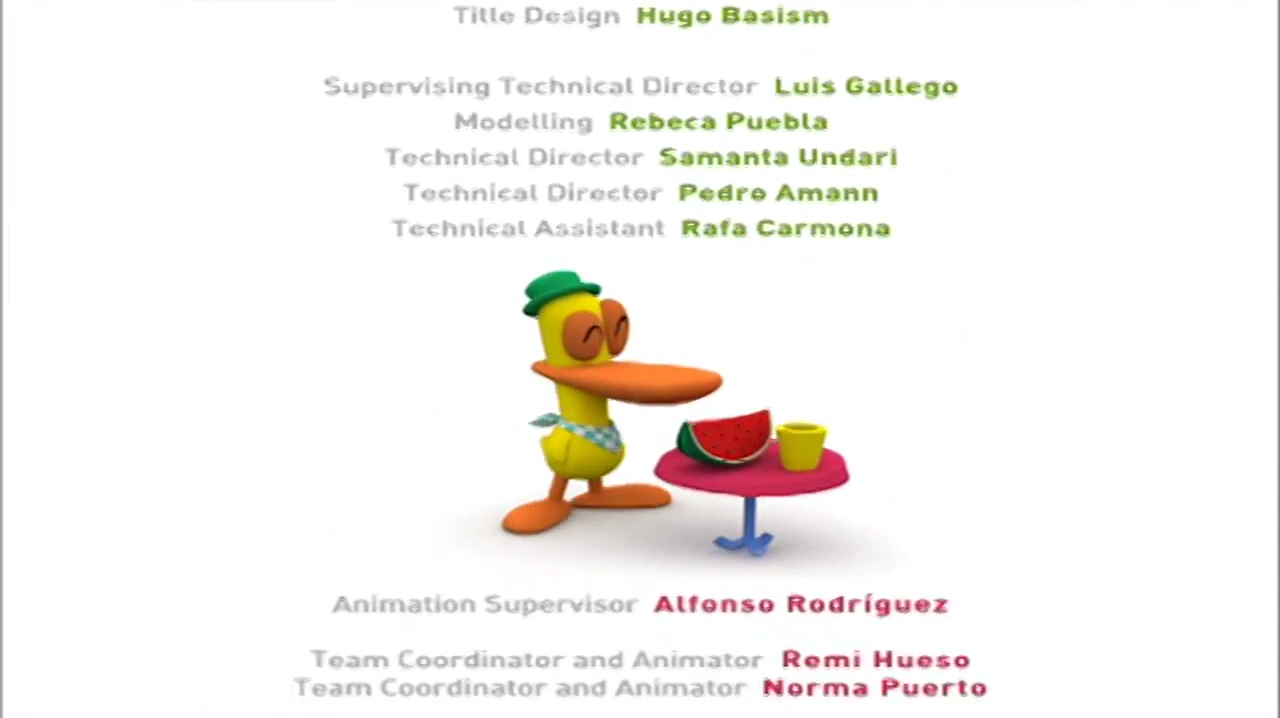 Title Design Hugo Basism
Supervising Technical Director Luis Gallego
Modelling Rebeca Puebla
Technical Director Samanta Undari
Technical Director Pedro Amann
Technical Assistant Rafa Carmona
Animation Supervisor Alfonso Rodríguez
Team Coordinator and Animator Remi Hueso
Team Coordinator and Animator Norma Puerto